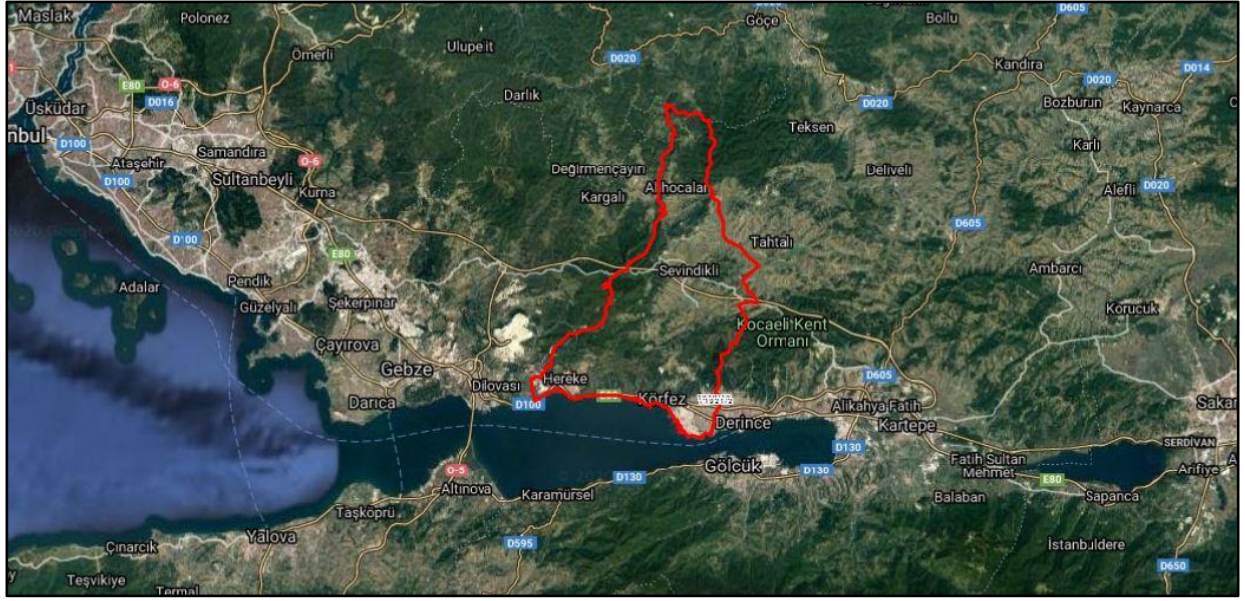 Maslak
Polonez
Ulupelit
Göçe
Bollu
D605
Ömerli
D020
Kandıra
D014
D020
E80
O-6
D016
Darlık
D020
Bozburun
Kaynarca
Üsküdar
nbul
D100
Ataşehir
Samandıra
Teksen
Karlı
D100
Sultanbeyli
O-6
Kurna
Değirmençayırı
Kargalı
Deliveli
Alefli
D020
D605
D100
E80
Tahtalı
Sevindikli
Ambarcı
Adalar
Pendik
Güzelyalı
Şekerpınar
Korucuk
Kocaeli Kent
Ormanı
Çayırova
Gebze
Dilovası
Hereke
D605
Darıca
D100
Körfez
Alikahya Fatih
Derince
Kartepe
Sakar
D130
SERDİVAN
O-5
Altınova
D130
Gölcük
D130
Fatih Sultan
Mehmet
E80
Arifiye
Karamürsel
Balaban
Sapanca
Taşköprü
Yalova
D595
Çınarcık
İstanbuldere
D650
Teşvikiye
Termal